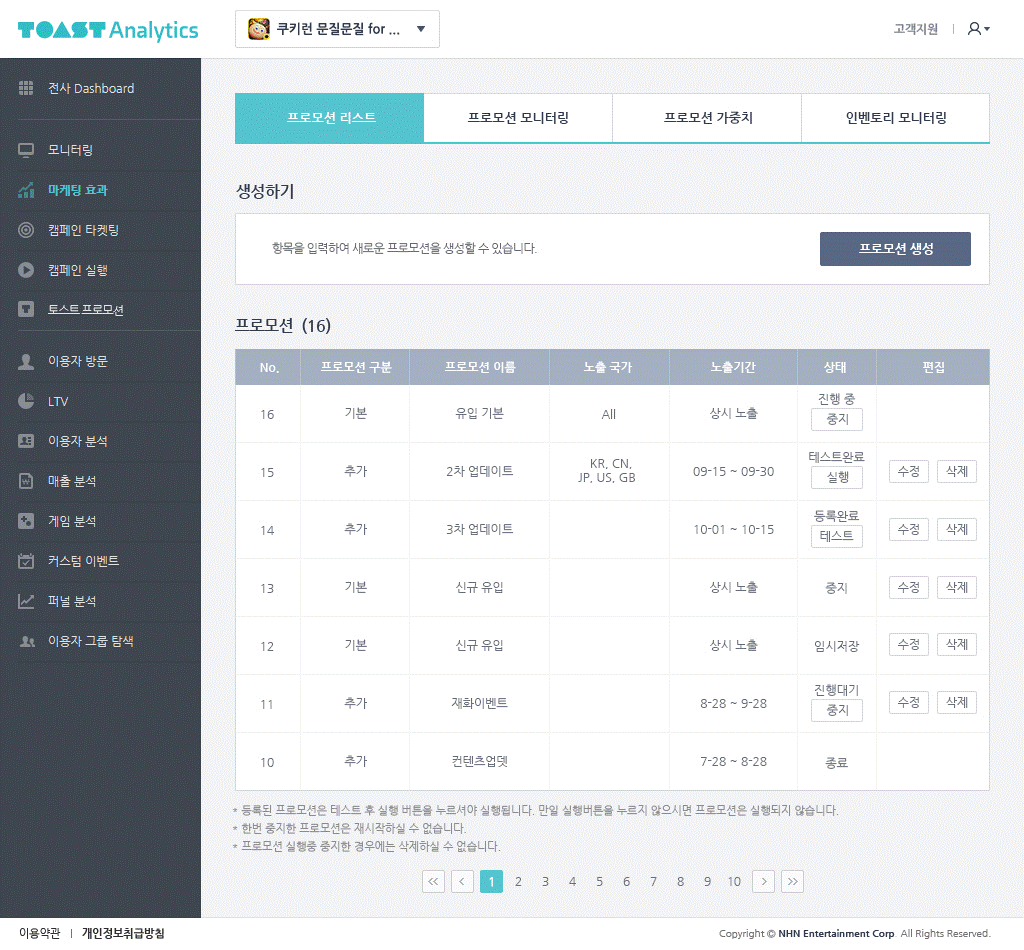 TOAST Analytics
쿠키런 문질문질 for ...
고객지원
전사 Dashboard
모니터링
마케팅 효과
캠페인 타켓팅
캠페인 실행
토스트 프로모션
이용자 방문
LTV
이용자 분석
매출 분석
게임 분석
커스텀 이벤트
퍼널 분석
이용자 그룹 탐색
프로모션 리스트 프로모션 모니터링 프로모션 가중치 인벤토리 모니터링
생성하기
항목을 입력하여 새로운 프로모션을 생성할 수 있습니다. 프로모션 생성
프로모션 (16)
No. 프로모션 구분 프로모션 이름 노출 국가 노출기간 상태 편집
16 기본 유입 기본 All 상시 노출 진행 중
중지
15 추가 2차 업데이트 KR, CN,
JP, US, GB 09-15 ~ 09-30 테스트완료
실행 수정 삭제
14 추가 3차 업데이트 10-01 ~ 10-15 등록완료
테스트 수정 삭제
13 기본 신규 유입 상시 노출 중지 수정 삭제
12 기본 신규 유입 상시 노출 임시저장 수정 삭제
11 추가 재화이벤트 8-28 ~ 9-28 진행대기
중지 수정 삭제
10 추가 컨텐츠업뎃 7-28 ~ 8-28 종료
* 등록된 프로모션은 테스트 후 실행 버튼을 누르셔야 실행됩니다. 만일 실행버튼을 누르지 않으시면 프로모션은 실행되지 않습니다.
* 한번 중지한 프로모션은 재시작하실 수 없습니다.
* 프로모션 실행중 중지한 경우에는 삭제하실 수 없습니다.
<< < 1 2 3 4 5 6 7 8 9 10 > >>
이용약관 | 개인정보취급방침
Copyright © NHN Entertainment Corp. All Rights Reserved.